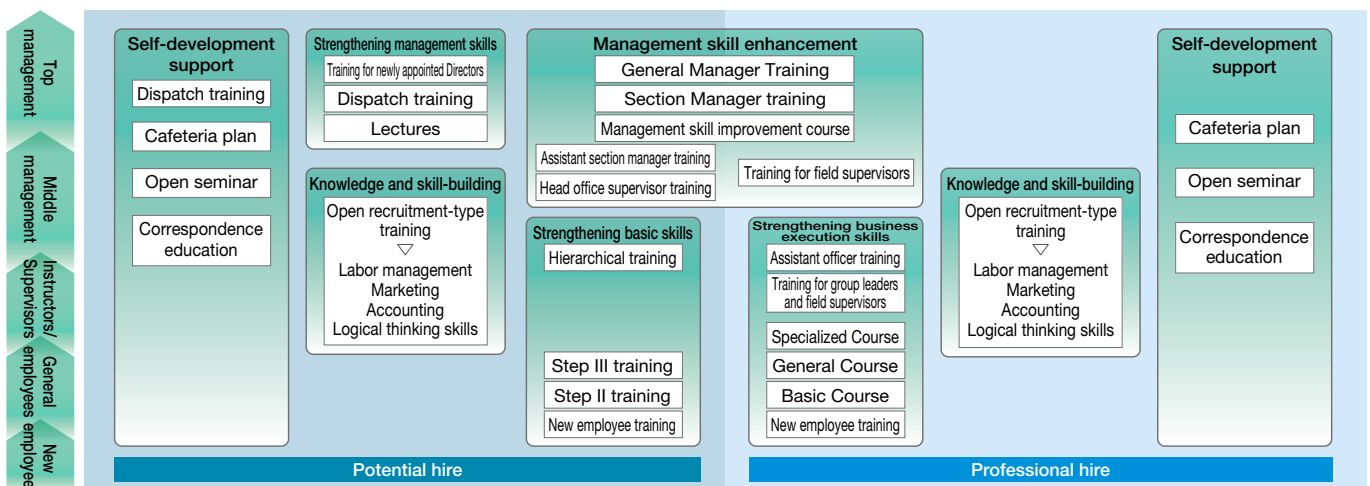 Top
management
Middle
management
Instructors/
Supervisors
General
employees
New
employee
Self-development
support
Dispatch training
Cafeteria plan
Open seminar
Correspondence
education
Strengthening management skills
Training for newly appointed Directors
Dispatch training
Lectures
Knowledge and skill-building
Open recruitment-type
training
▽
Labor management
Marketing
Accounting
Logical thinking skills
Management skill enhancement
General Manager Training
Section Manager training
Management skill improvement course
Assistant section manager training
Head office supervisor training
Training for field supervisors
Strengthening basic skills
Hierarchical training
Step III training
Step II training
New employee training
Strengthening business
execution skills
Assistant officer training
Training for group leaders
and field supervisors
Specialized Course
General Course
Basic Course
New employee training
Knowledge and skill-building
Open recruitment-type
training
▽
Labor management
Marketing
Accounting
Logical thinking skills
Self-development
support
Cafeteria plan
Open seminar
Correspondence
education
Potential hire
Professional hire